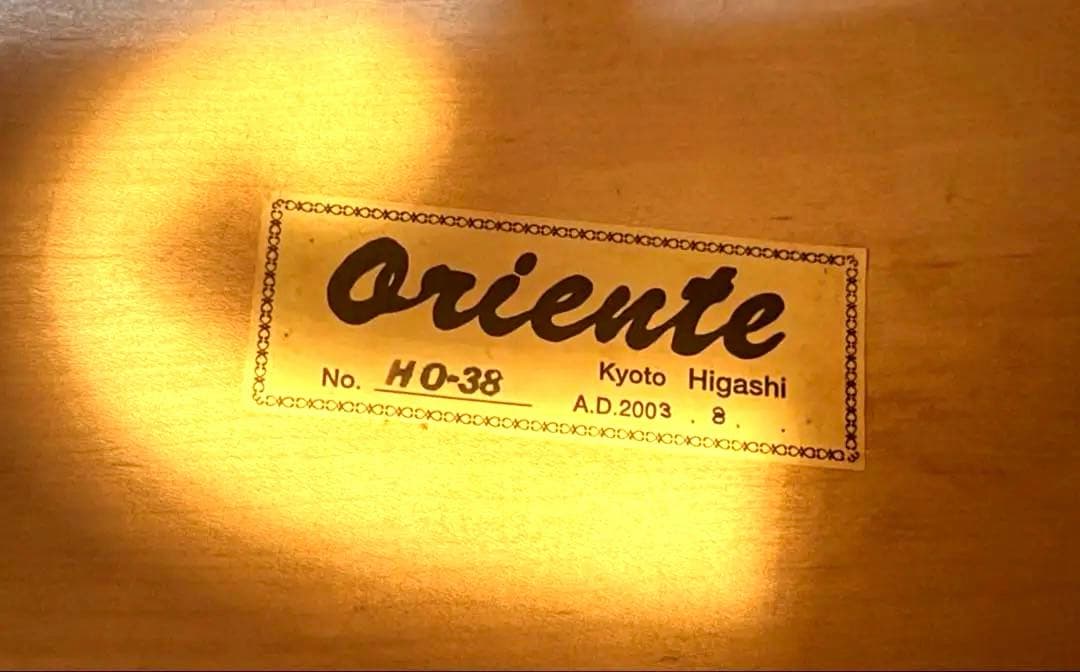 Oriente
No. HO-38
Kyoto Higashi
A.D.2003 . 8 . .